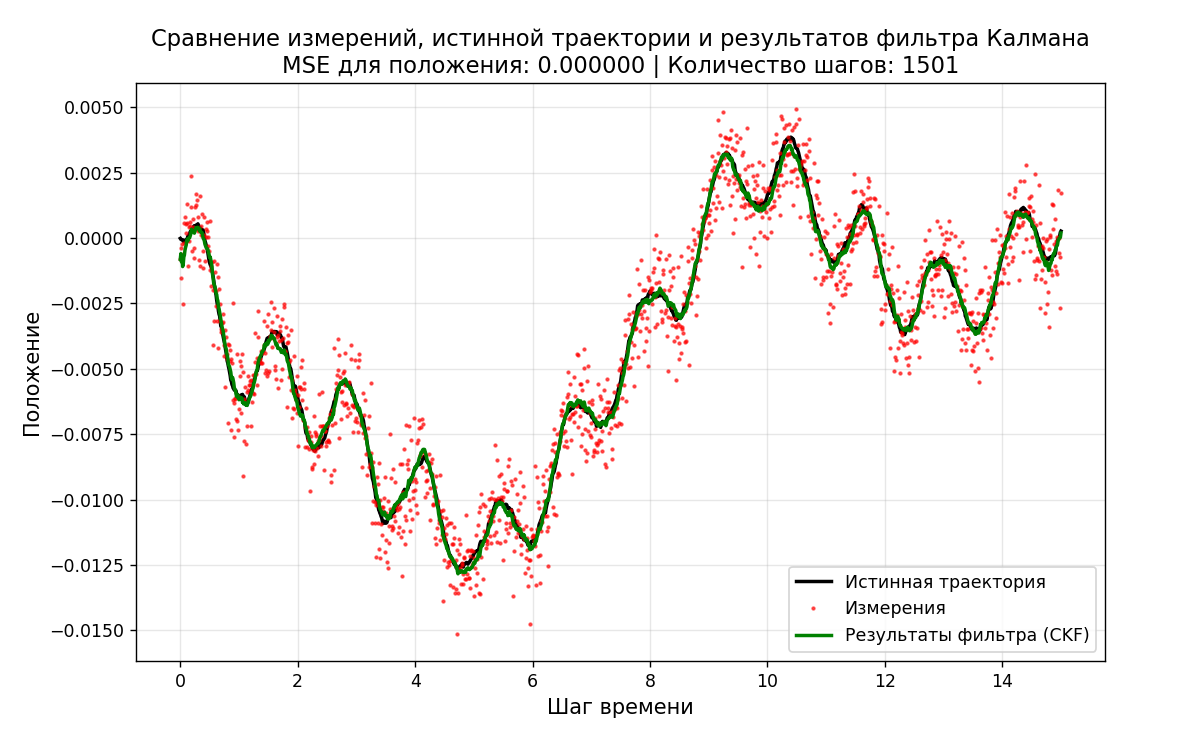 Сравнение измерений, истинной траектории и результатов фильтра Калмана
MSE для положения: 0.000000 | Количество шагов: 1501
0.0050
0.0025
0.0000
−0.0025
−0.0050
−0.0075
−0.0100
−0.0125
−0.0150
Положение
Истинная траектория
Измерения
Результаты фильтра (CKF)
0 2 4 6 8 10 12 14
Шаг времени